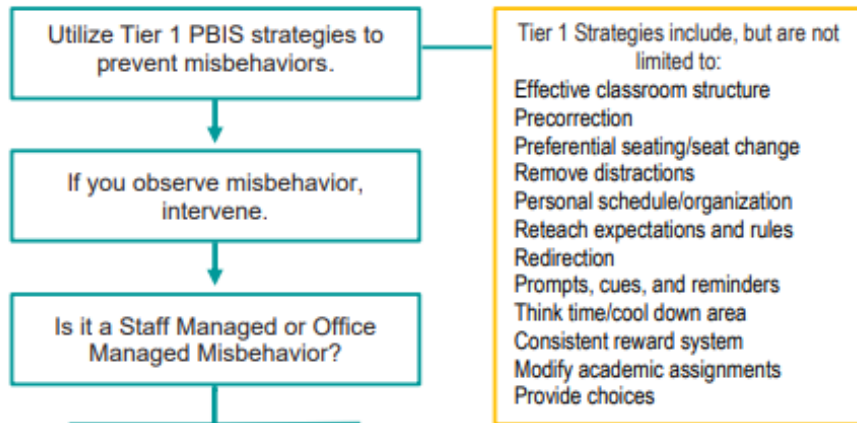 Utilize Tier 1 PBIS strategies to
prevent misbehaviors.
If you observe misbehavior,
intervene.
Is it a Staff Managed or Office
Managed Misbehavior?
Tier 1 Strategies include, but are not
limited to:
Effective classroom structure
Precorrection
Preferential seating/seat change
Remove distractions
Personal schedule/organization
Reteach expectations and rules
Redirection
Prompts, cues, and reminders
Think time/cool down area
Consistent reward system
Modify academic assignments
Provide choices